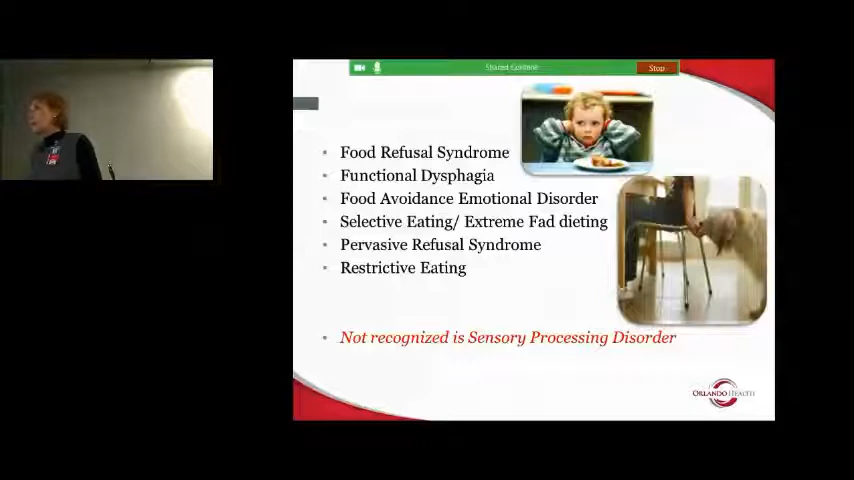 Shared Content
Stop
Food Refusal Syndrome
Functional Dysphagia
Food Avoidance Emotional Disorder
Selective Eating/ Extreme Fad dieting
Pervasive Refusal Syndrome
Restrictive Eating
Not recognized is Sensory Processing Disorder
ORLANDO HEALTH